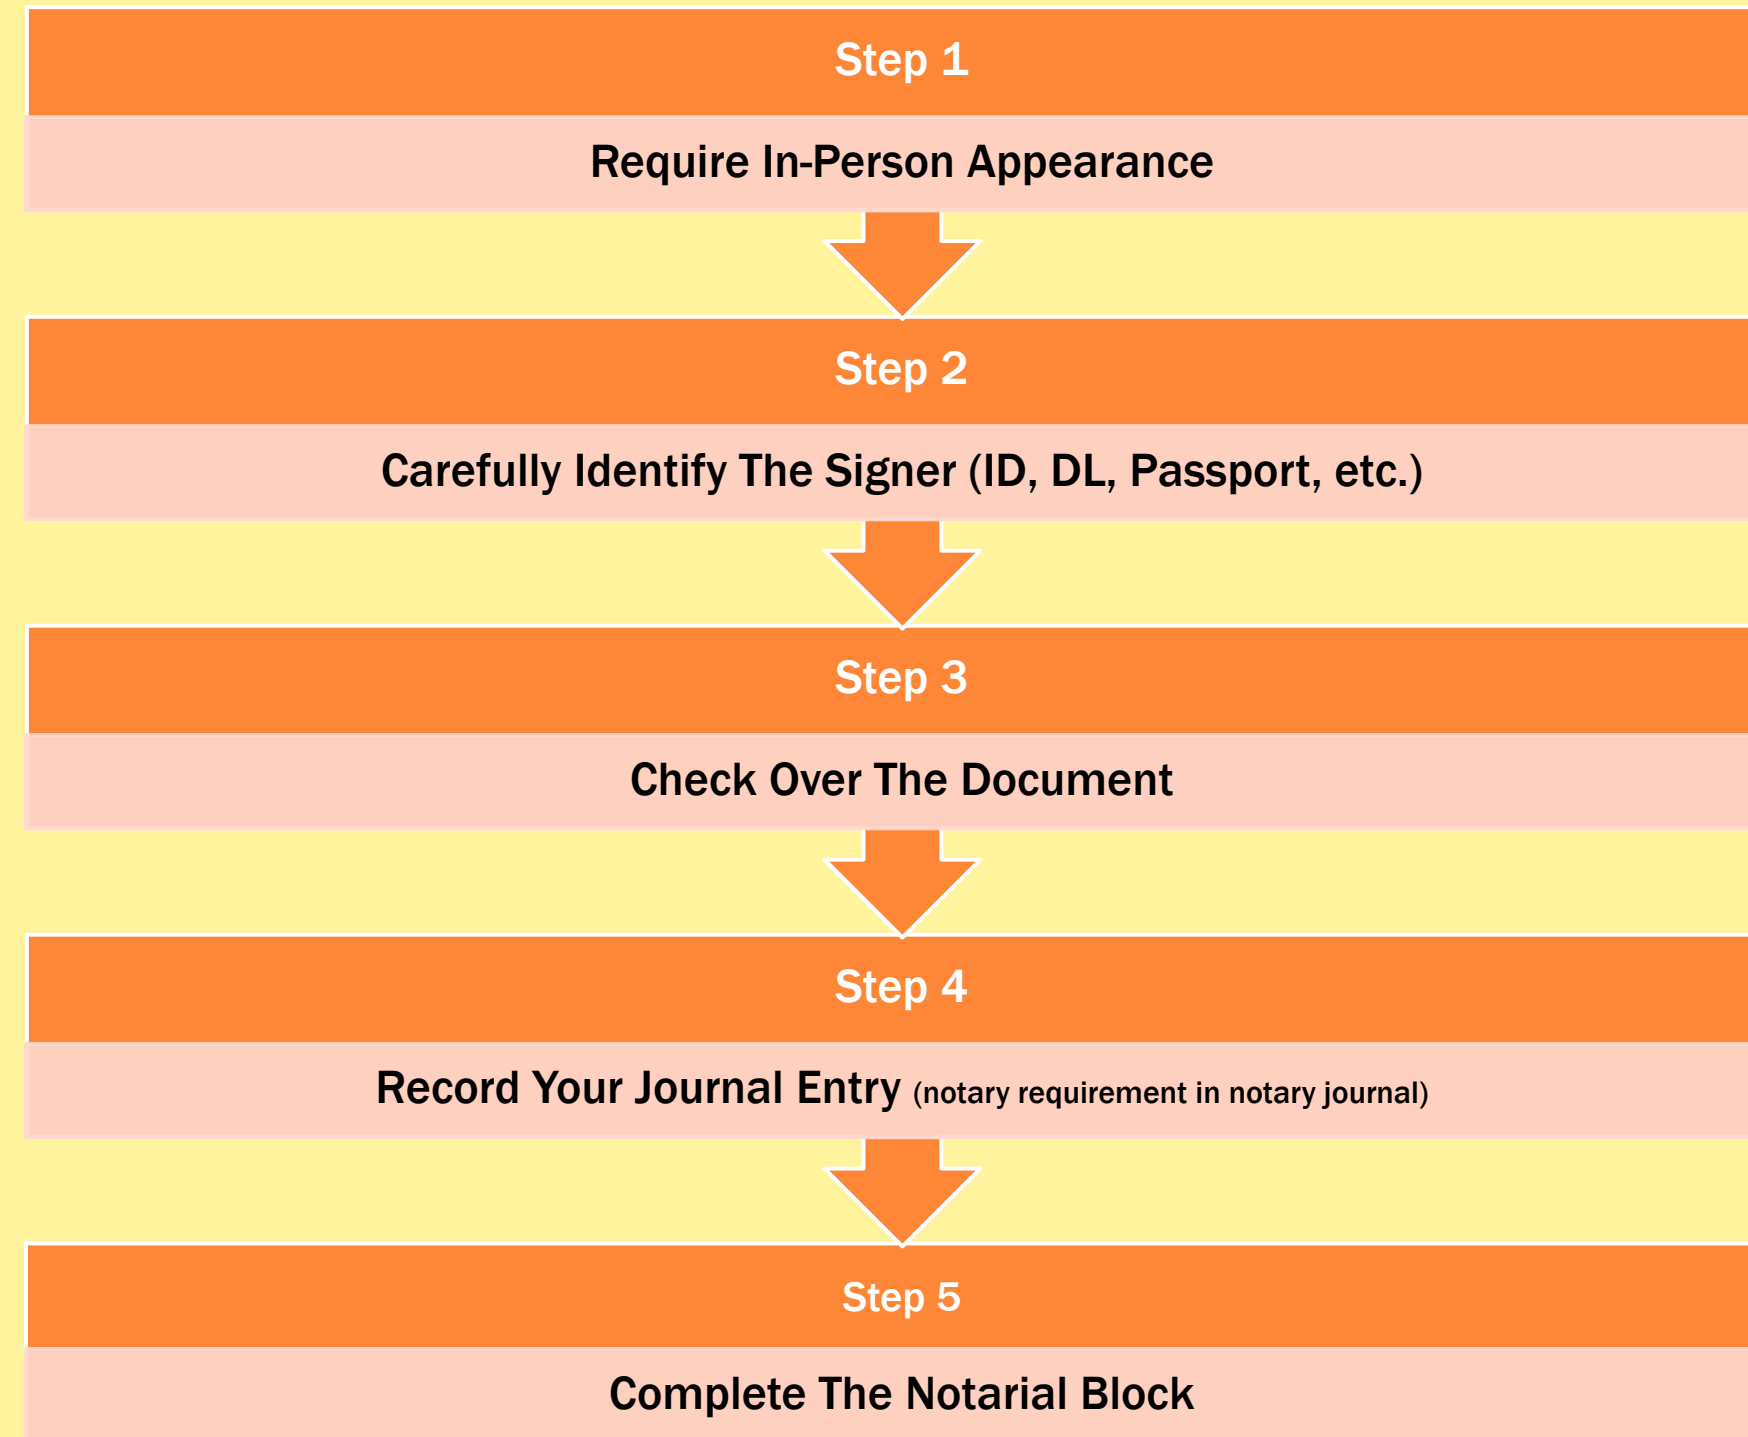 Step 1
Require In-Person Appearance
Step 2
Carefully Identify The Signer (ID, DL, Passport, etc.)
Step 3
Check Over The Document
Step 4
Record Your Journal Entry (notary requirement in notary journal)
Step 5
Complete The Notarial Block